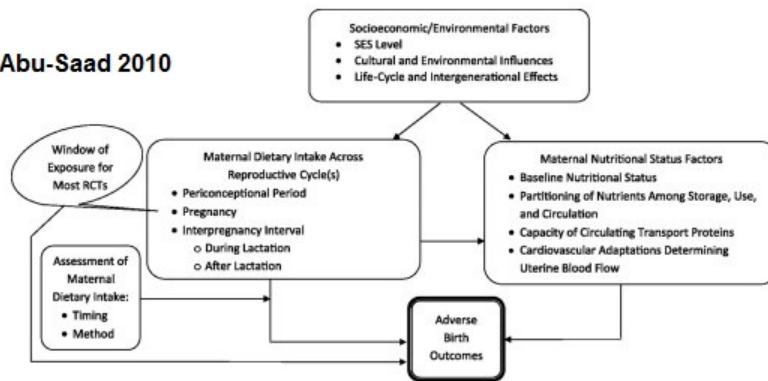 Abu-Saad 2010
Socioeconomic/Environmental Factors
• SES Level
• Cultural and Environmental Influences
• Life-Cycle and Intergenerational Effects
Window of
Exposure for
Most RCTs
Maternal Dietary Intake Across
Reproductive Cycle(s)
• Periconceptional Period
• Pregnancy
• Interpregnancy Interval
o During Lactation
o After Lactation
Maternal Nutritional Status Factors
• Baseline Nutritional Status
• Partitioning of Nutrients Among Storage, Use,
and Circulation
• Capacity of Circulating Transport Proteins
• Cardiovascular Adaptations Determining
Uterine Blood Flow
Assessment of
Maternal
Dietary Intake:
• Timing
• Method
Adverse
Birth
Outcomes